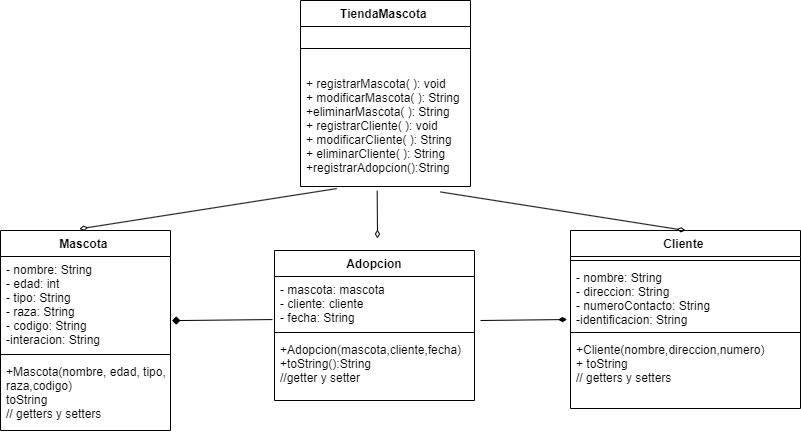 TiendaMascota
+ registrarMascota( ): void
+ modificarMascota( ): String
+eliminarMascota( ): String
+ registrarCliente( ): void
+ modificarCliente( ): String
+ eliminarCliente( ): String
+registrarAdopcion():String
Mascota
- nombre: String
- edad: int
- tipo: String
- raza: String
- codigo: String
-interacion: String
+Mascota(nombre, edad, tipo,
raza,codigo)
toString
// getters y setters
Adopcion
- mascota: mascota
- cliente: cliente
- fecha: String
+Adopcion(mascota,cliente,fecha)
+toString():String
//getter y setter
Cliente
- nombre: String
- direccion: String
- numeroContacto: String
-identificacion: String
+Cliente(nombre,direccion,numero)
+ toString
// getters y setters